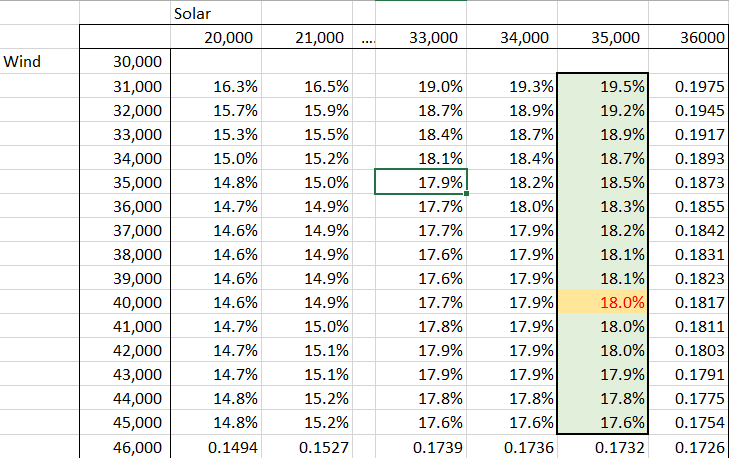 Solar
20,000 21,000 .... 33,000 34,000 35,000 36000
Wind 30,000
31,000 16.3% 16.5% 19.0% 19.3% 19.5% 0.1975
32,000 15.7% 15.9% 18.7% 18.9% 19.2% 0.1945
33,000 15.3% 15.5% 18.4% 18.7% 18.9% 0.1917
34,000 15.0% 15.2% 18.1% 18.4% 18.7% 0.1893
35,000 14.8% 15.0% 17.9% 18.2% 18.5% 0.1873
36,000 14.7% 14.9% 17.7% 18.0% 18.3% 0.1855
37,000 14.6% 14.9% 17.7% 17.9% 18.2% 0.1842
38,000 14.6% 14.9% 17.6% 17.9% 18.1% 0.1831
39,000 14.6% 14.9% 17.6% 17.9% 18.1% 0.1823
40,000 14.6% 14.9% 17.7% 17.9% 18.0% 0.1817
41,000 14.7% 15.0% 17.8% 17.9% 18.0% 0.1811
42,000 14.7% 15.1% 17.9% 17.9% 18.0% 0.1803
43,000 14.7% 15.1% 17.9% 17.9% 17.9% 0.1791
44,000 14.8% 15.2% 17.8% 17.8% 17.8% 0.1775
45,000 14.8% 15.2% 17.6% 17.6% 17.6% 0.1754
46,000 0.1494 0.1527 0.1739 0.1736 0.1732 0.1726